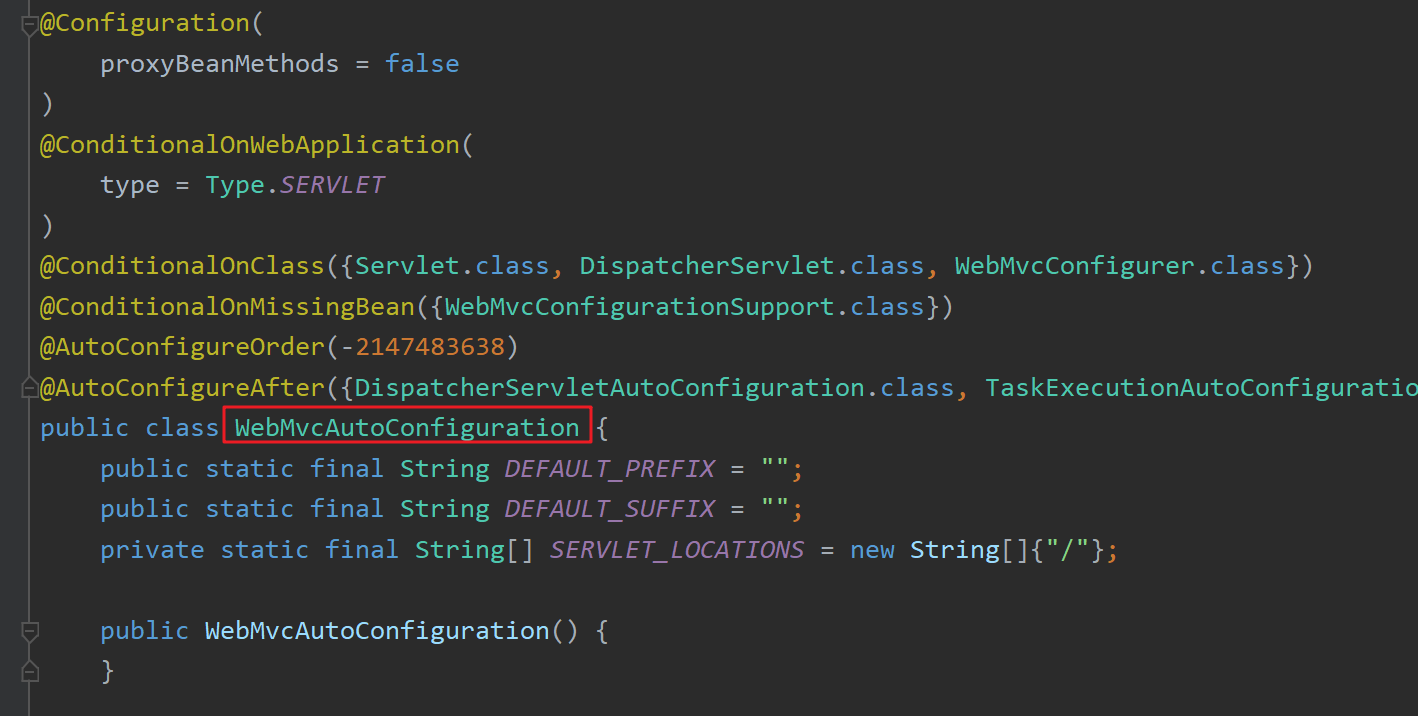 @Configuration(
    proxyBeanMethods = false
)
@ConditionalOnWebApplication(
    type = Type.SERVLET
)
@ConditionalOnClass({Servlet.class, DispatcherServlet.class, WebMvcConfigurer.class})
@ConditionalOnMissingBean({WebMvcConfigurationSupport.class})
@AutoConfigureOrder(-2147483638)
@AutoConfigureAfter({DispatcherServletAutoConfiguration.class, TaskExecutionAutoConfiguratio
public class WebMvcAutoConfiguration {
    public static final String DEFAULT_PREFIX = "";
    public static final String DEFAULT_SUFFIX = "";
    private static final String[] SERVLET_LOCATIONS = new String[]{"/"};
    public WebMvcAutoConfiguration() {
    }